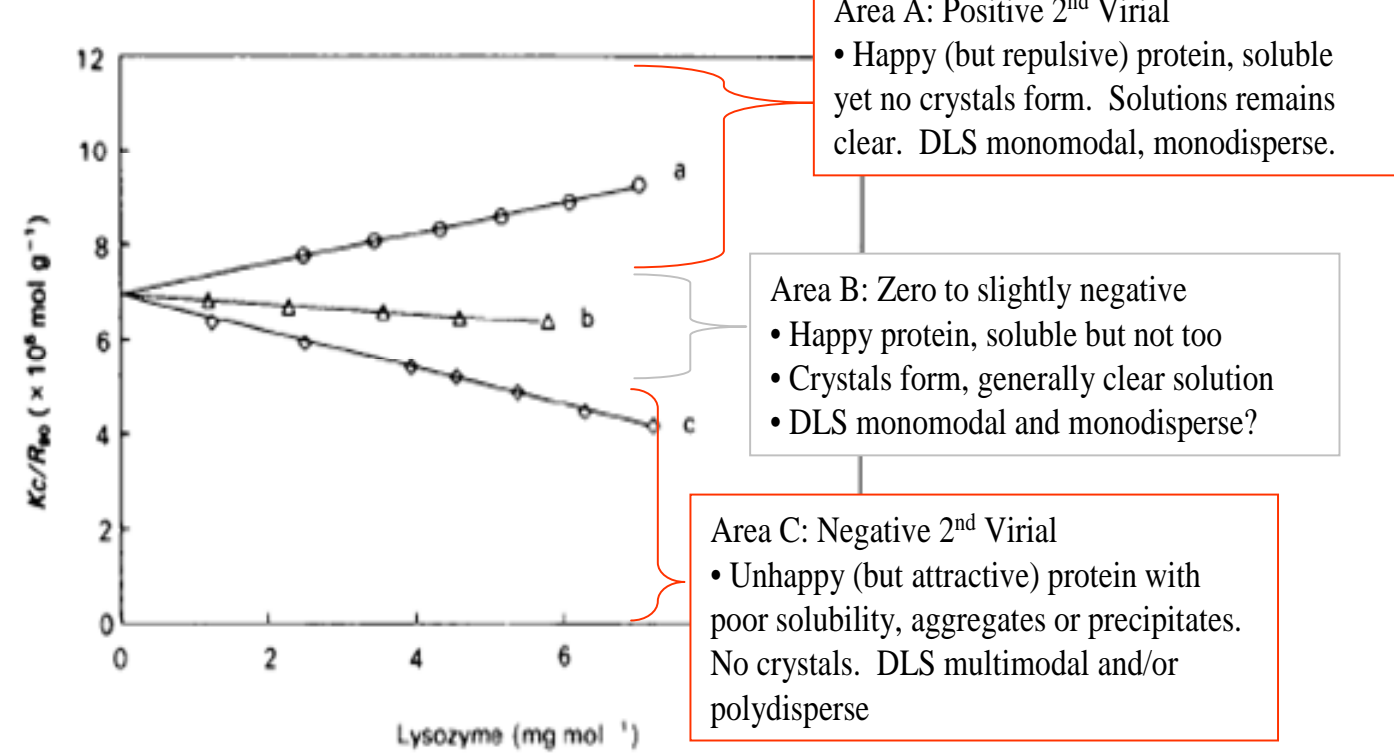 Area A: Positive 2nd Virial
• Happy (but repulsive) protein, soluble
yet no crystals form. Solutions remains
clear. DLS monomodal, monodisperse.
12
10
8
6
4
2
0
Kc/R90 ( × 10⁵ mol g⁻¹)
a
b
c
Area B: Zero to slightly negative
• Happy protein, soluble but not too
• Crystals form, generally clear solution
• DLS monomodal and monodisperse?
Area C: Negative 2nd Virial
• Unhappy (but attractive) protein with
poor solubility, aggregates or precipitates.
No crystals. DLS multimodal and/or
polydisperse
0 2 4 6
Lysozyme (mg mol ⁻¹)